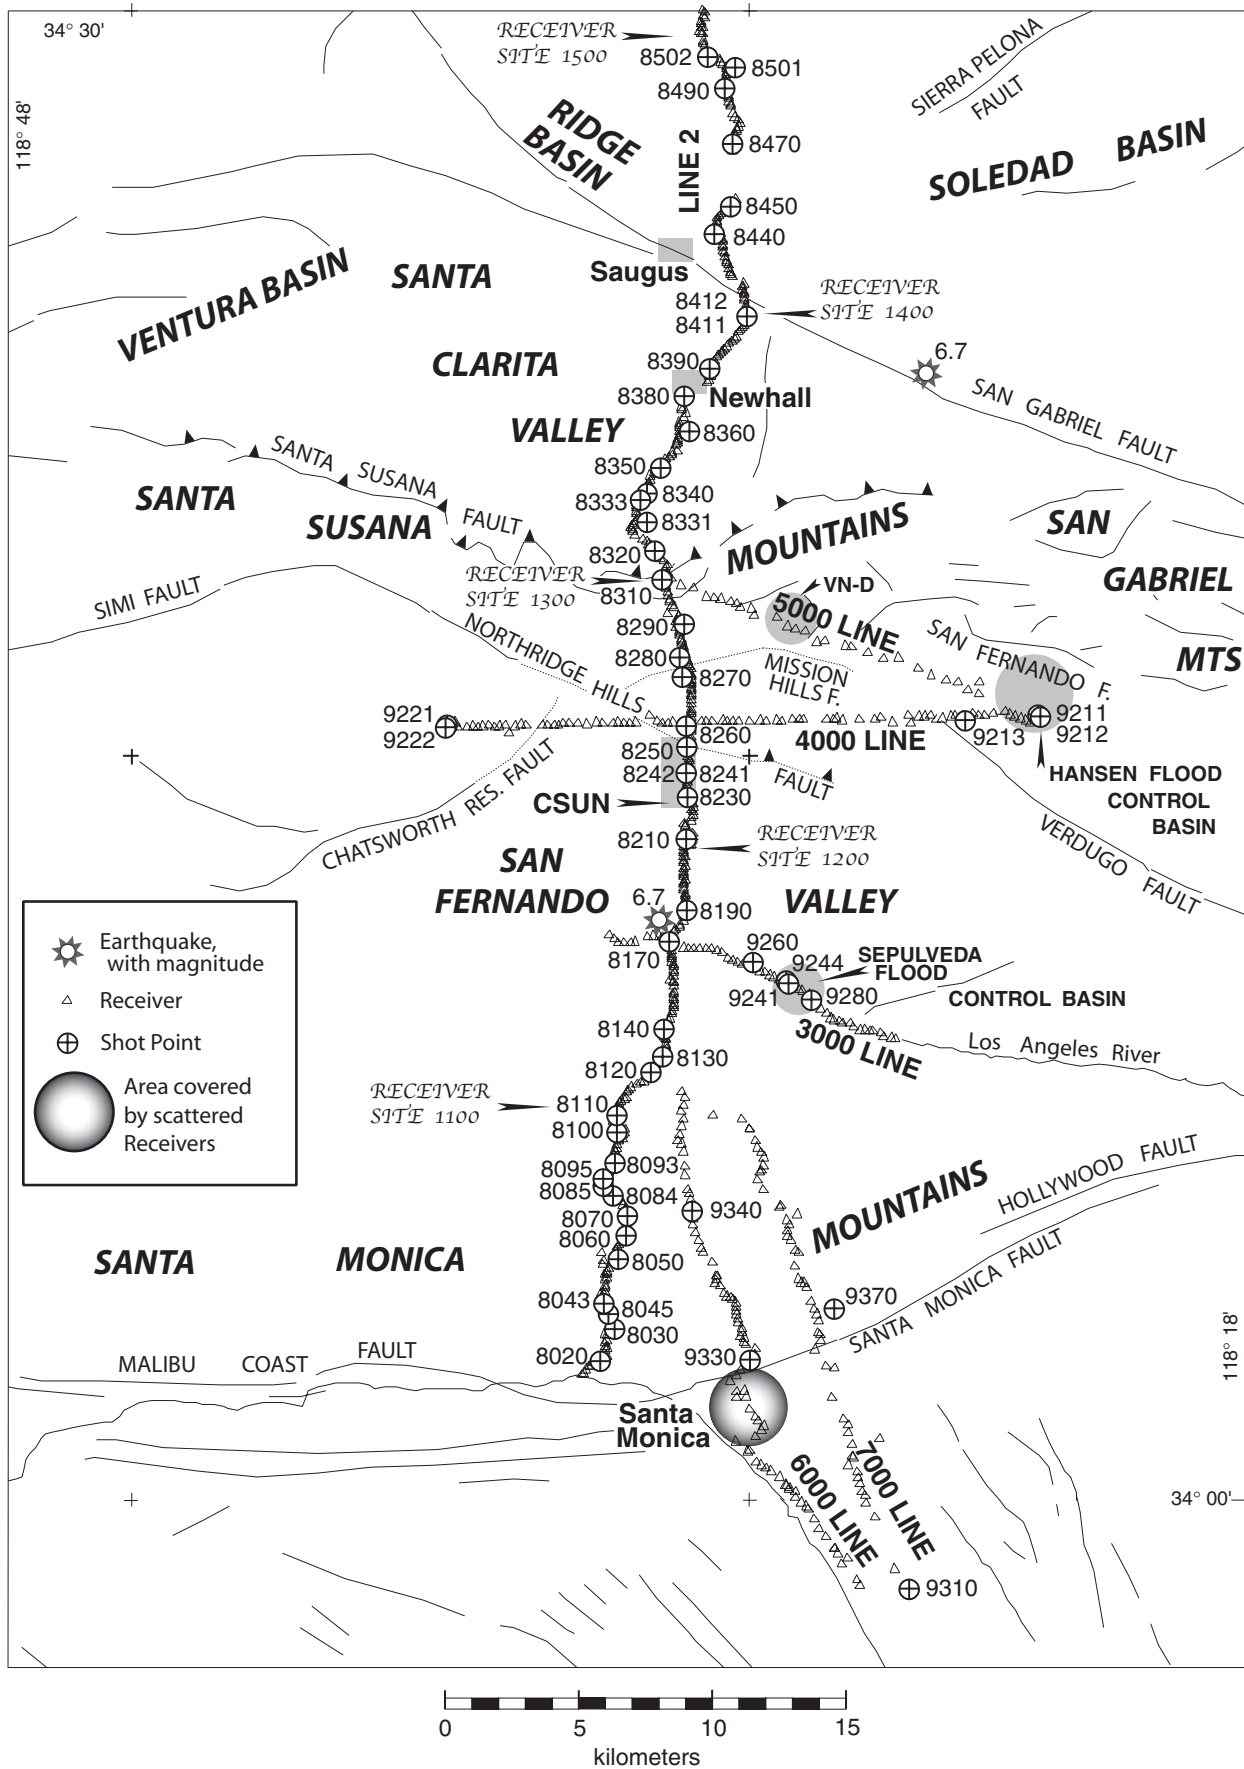 34° 30'
118° 48'
RECEIVER
SITE 1500
8502
8501
8490
8470
LINE 2
RIDGE
BASIN
SIERRA PELONA
FAULT
SOLEDAD BASIN
8450
8440
Saugus
VENTURA BASIN
SANTA
8412
8411
RECEIVER
SITE 1400
CLARITA
8390
6.7
8380
Newhall
SAN GABRIEL FAULT
VALLEY
8360
SANTA SUSANA FAULT
8350
SANTA
8340
8333
SUSANA
8331
MOUNTAINS
SAN
8320
RECEIVER
SITE 1300
8310
GABRIEL
SIMI FAULT
VN-D
5000 LINE
8290
NORTHRIDGE HILLS
SAN FERNANDO F.
MTS
8280
8270
MISSION
HILLS F.
9221
9222
8260
4000 LINE
9213
9211
9212
8250
8242
8241
FAULT
HANSEN FLOOD
CONTROL
BASIN
CSUN
8230
CHATSWORTH RES. FAULT
VERDUGO FAULT
8210
RECEIVER
SITE 1200
SAN
FERNANDO
VALLEY
6.7
8190
Earthquake,
with magnitude
Receiver
Shot Point
Area covered
by scattered
Receivers
8170
9260
9244
SEPULVEDA
FLOOD
CONTROL BASIN
9241
9280
3000 LINE
Los Angeles River
8140
8130
8120
RECEIVER
SITE 1100
8110
8100
8093
8095
8085
8084
9340
8070
8060
MOUNTAINS
HOLLYWOOD FAULT
SANTA
MONICA
8050
8043
8045
9370
SANTA MONICA FAULT
8030
8020
9330
118° 18'
MALIBU COAST FAULT
Santa
Monica
6000 LINE
7000 LINE
34° 00'
9310
0 5 10 15
kilometers